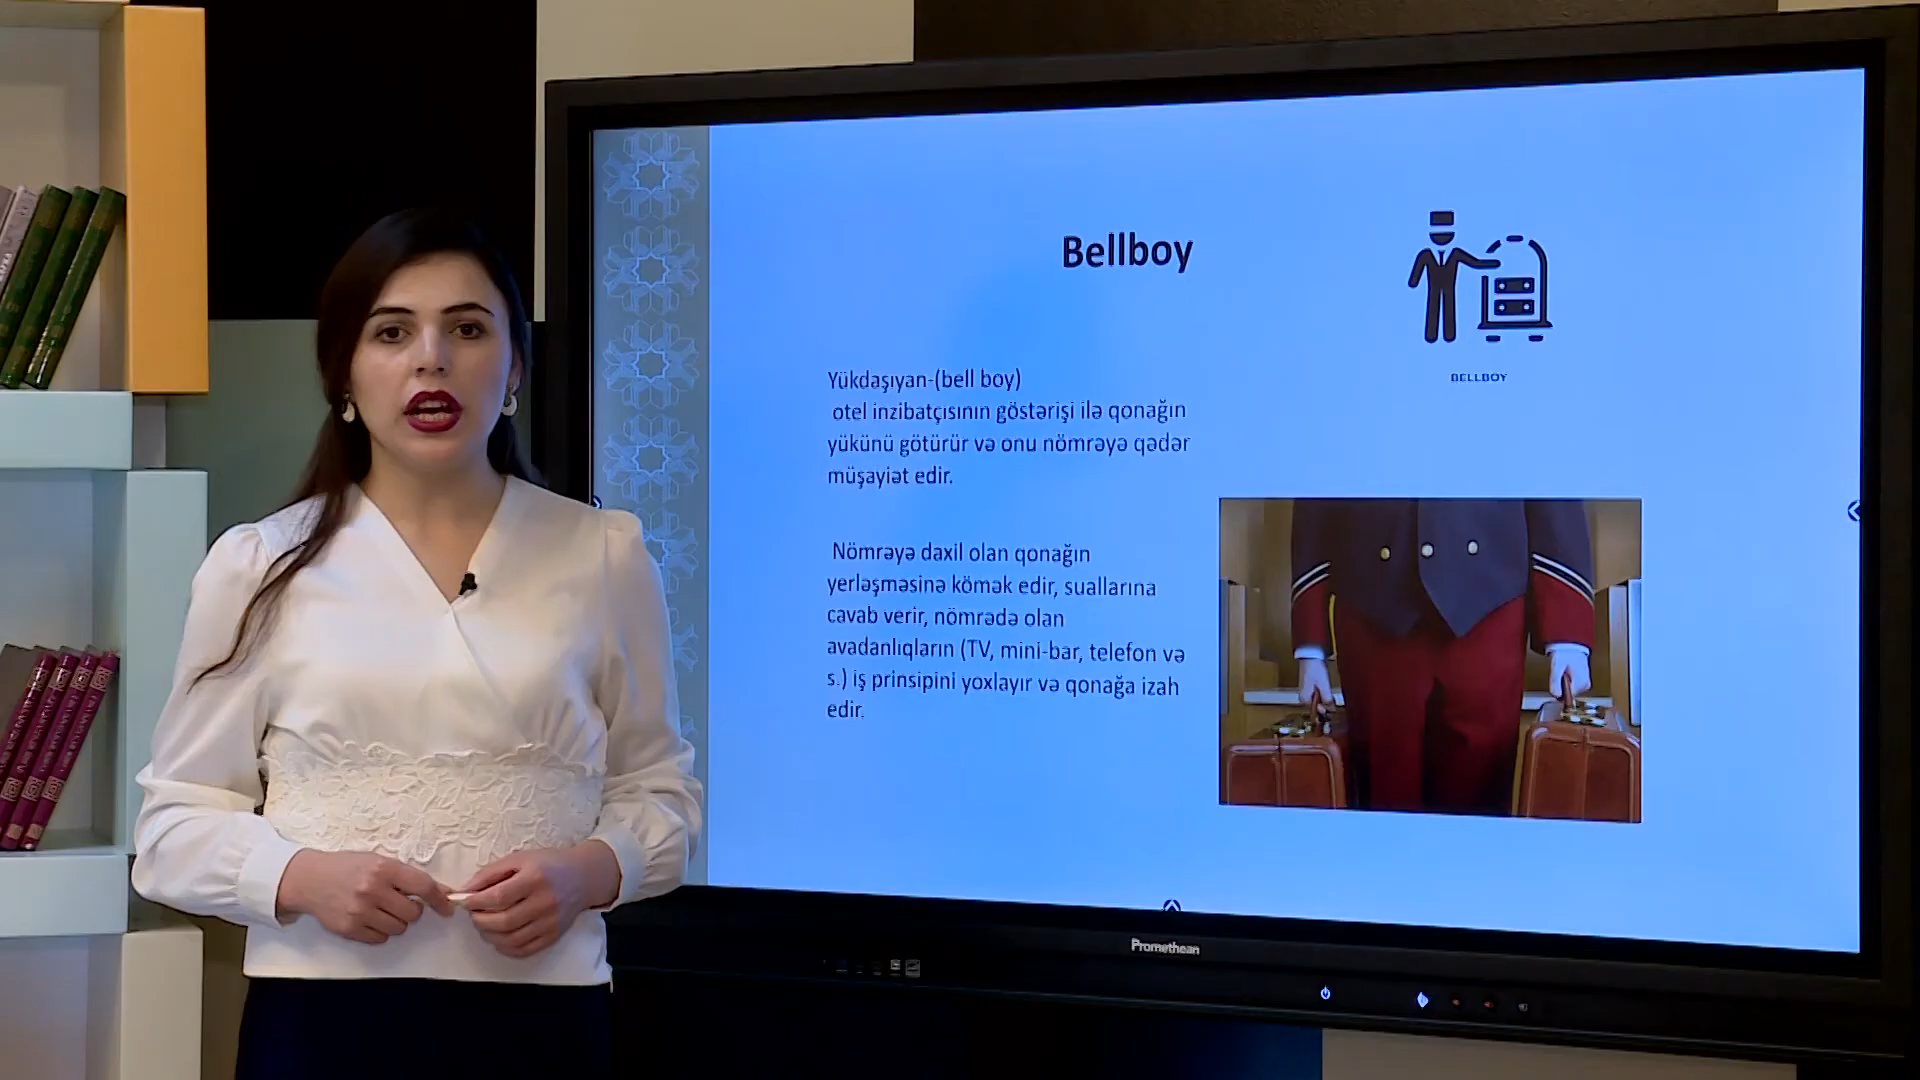 Bellboy
BELLBOY
Yükdaşıyan-(bell boy)
otel inzibatçısının göstərişi ilə qonağın
yükünü götürür və onu nömrəyə qədər
müşayiət edir.
Nömrəyə daxil olan qonağın
yerləşməsinə kömək edir, suallarına
cavab verir, nömrədə olan
avadanlıqların (TV, mini-bar, telefon və
s.) iş prinsipini yoxlayır və qonağa izah
edir.
Promethean